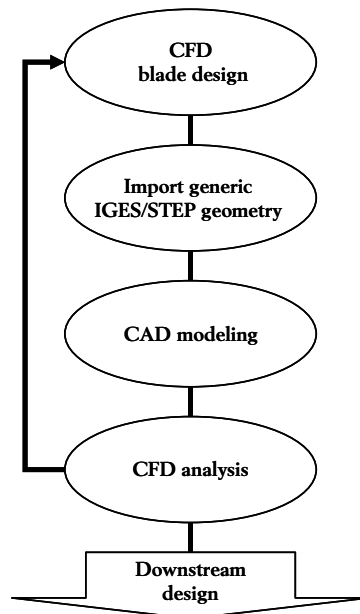 CFD
blade design
Import generic
IGES/STEP geometry
CAD modeling
CFD analysis
Downstream
design